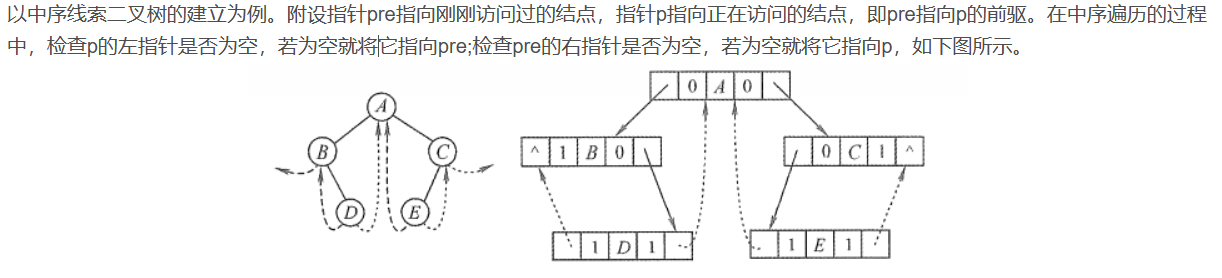 以中序线索二叉树的建立为例。附设指针pre指向刚刚访问过的结点，指针p指向正在访问的结点，即pre指向p的前驱。在中序遍历的过程
中，检查p的左指针是否为空，若为空就将它指向pre;检查pre的右指针是否为空，若为空就将它指向p，如下图所示。
0 A 0
A
B C
^ 1 B 0
0 C 1 ^
D E
1 D 1
1 E 1